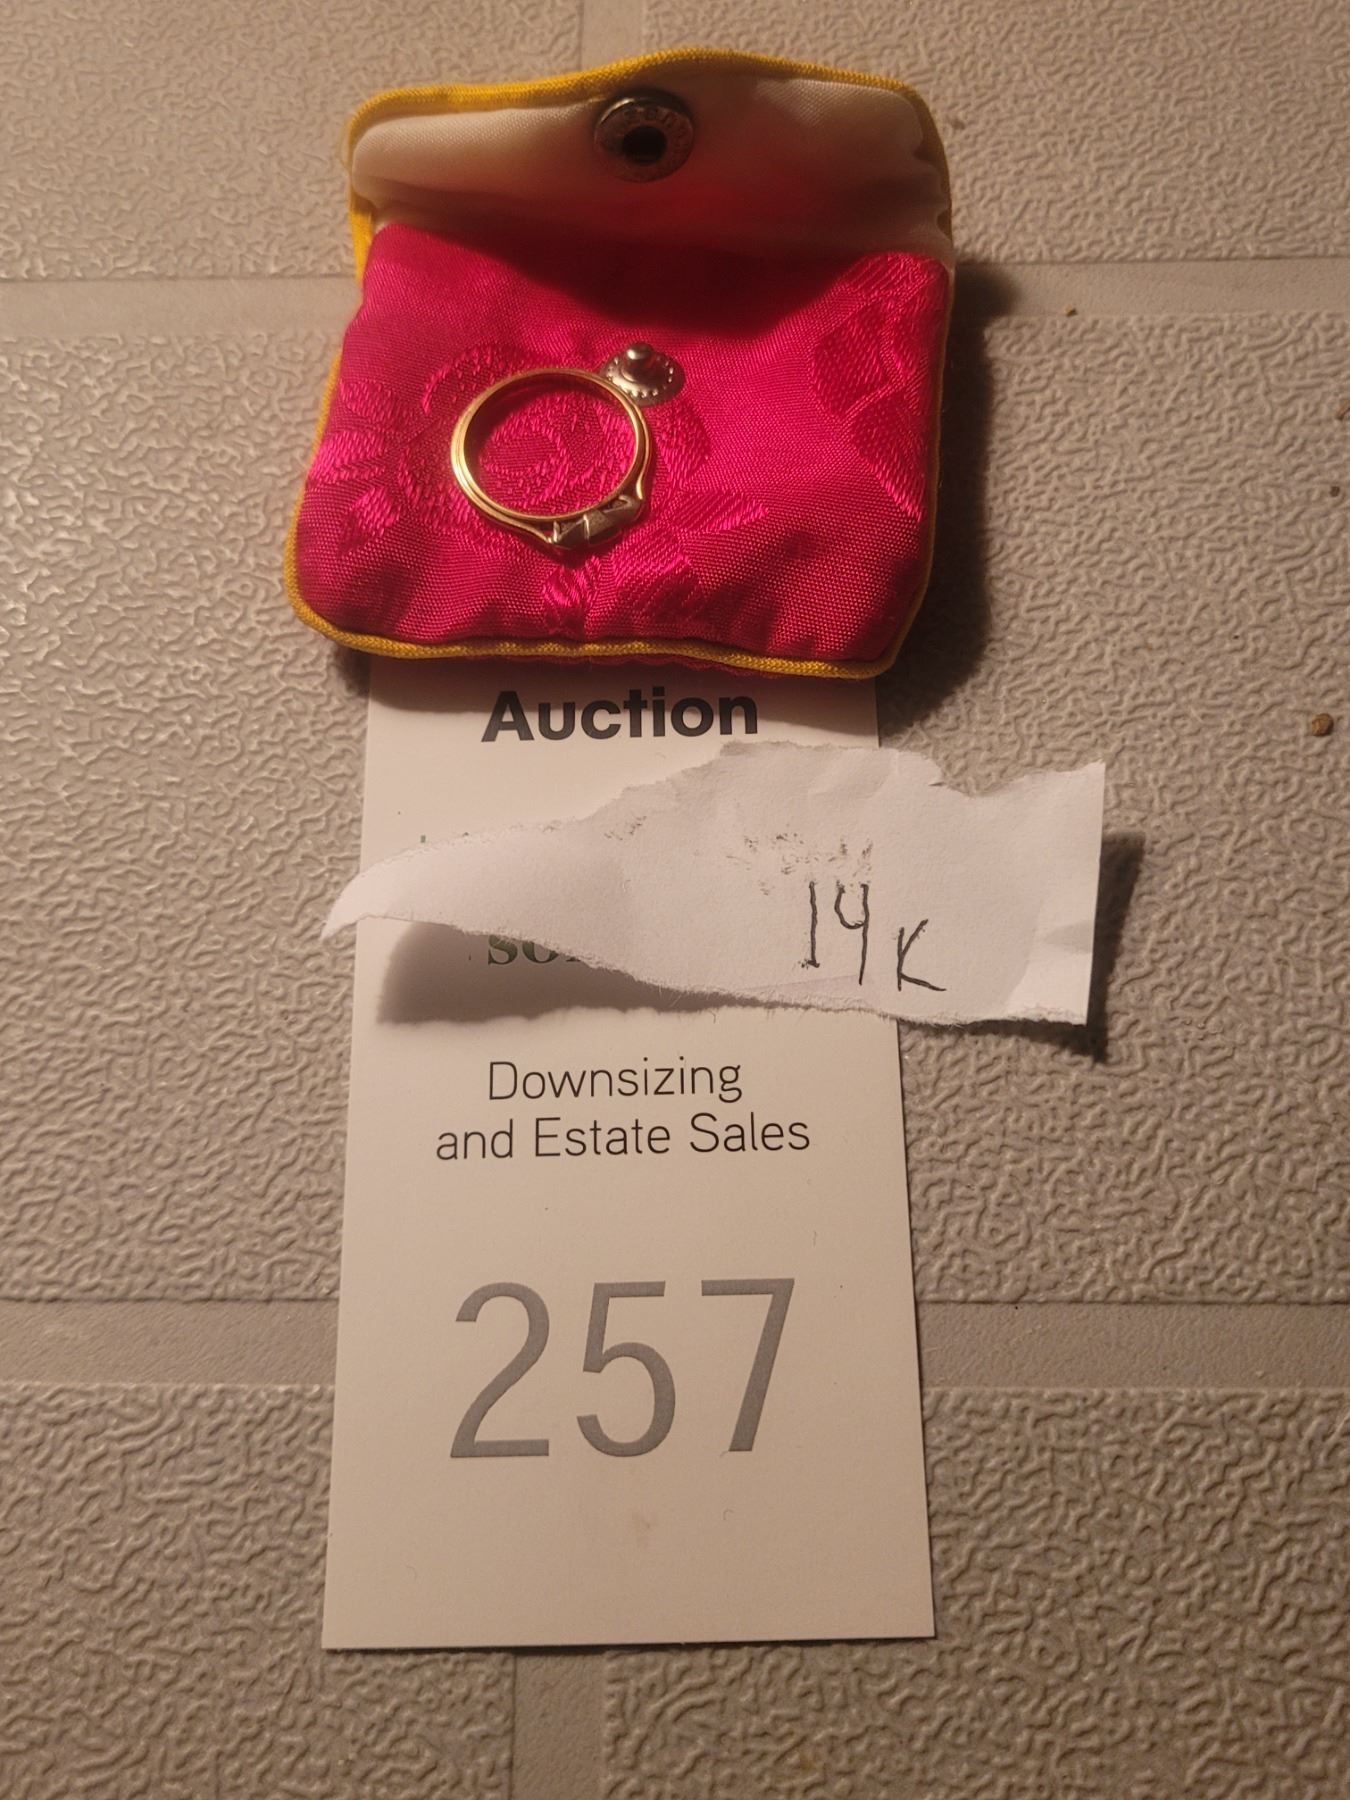 Auction
14K
Downsizing
and Estate Sales
257